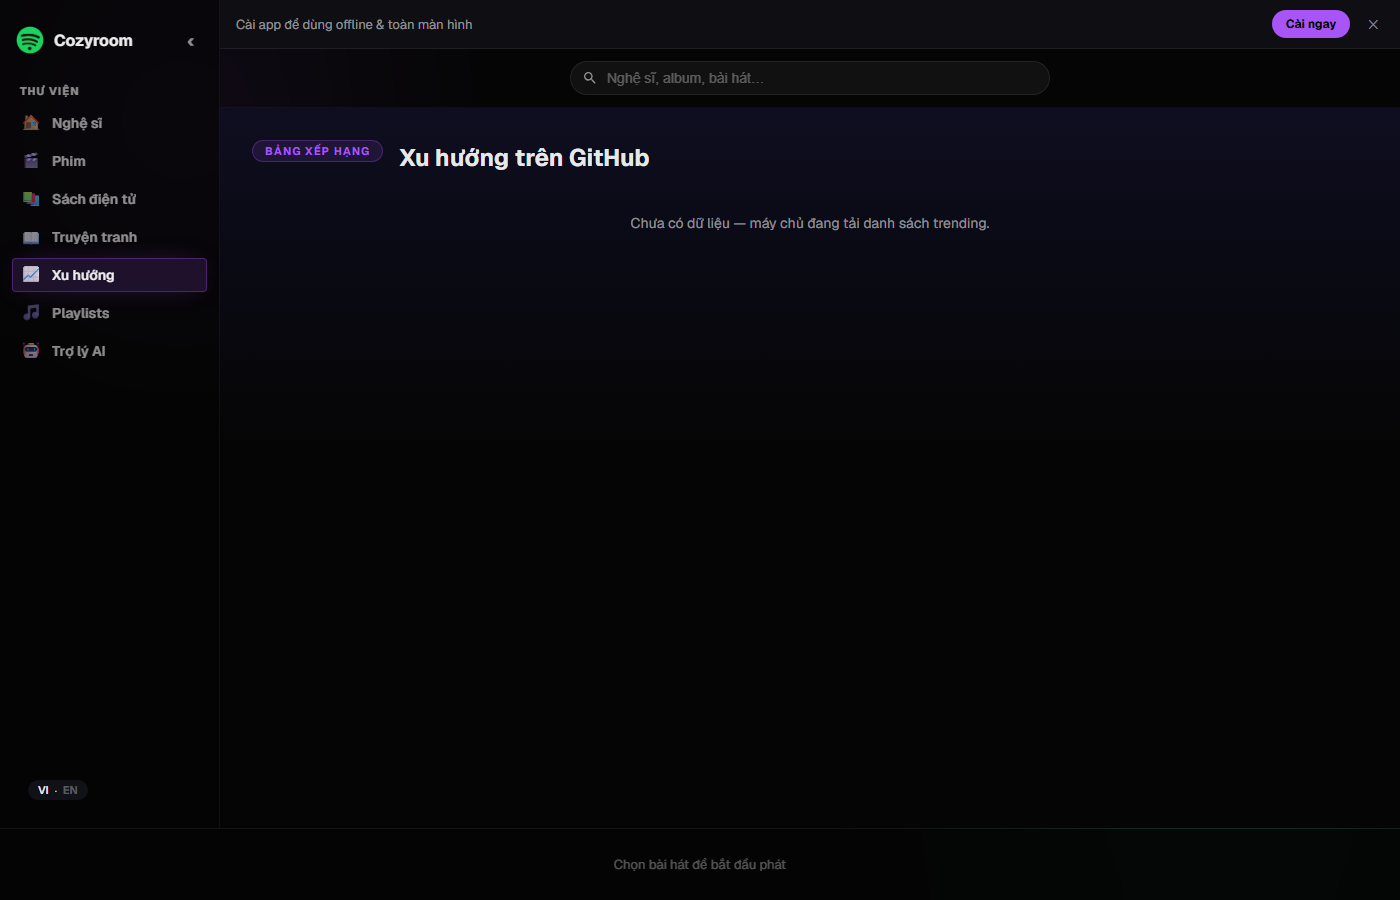 Cozyroom
THƯ VIỆN
Nghệ sĩ
Phim
Sách điện tử
Truyện tranh
Xu hướng
Playlists
Trợ lý AI
VI · EN
Cài app để dùng offline & toàn màn hình
Cài ngay
Nghệ sĩ, album, bài hát...
BẢNG XẾP HẠNG
Xu hướng trên GitHub
Chưa có dữ liệu — máy chủ đang tải danh sách trending.
Chọn bài hát để bắt đầu phát